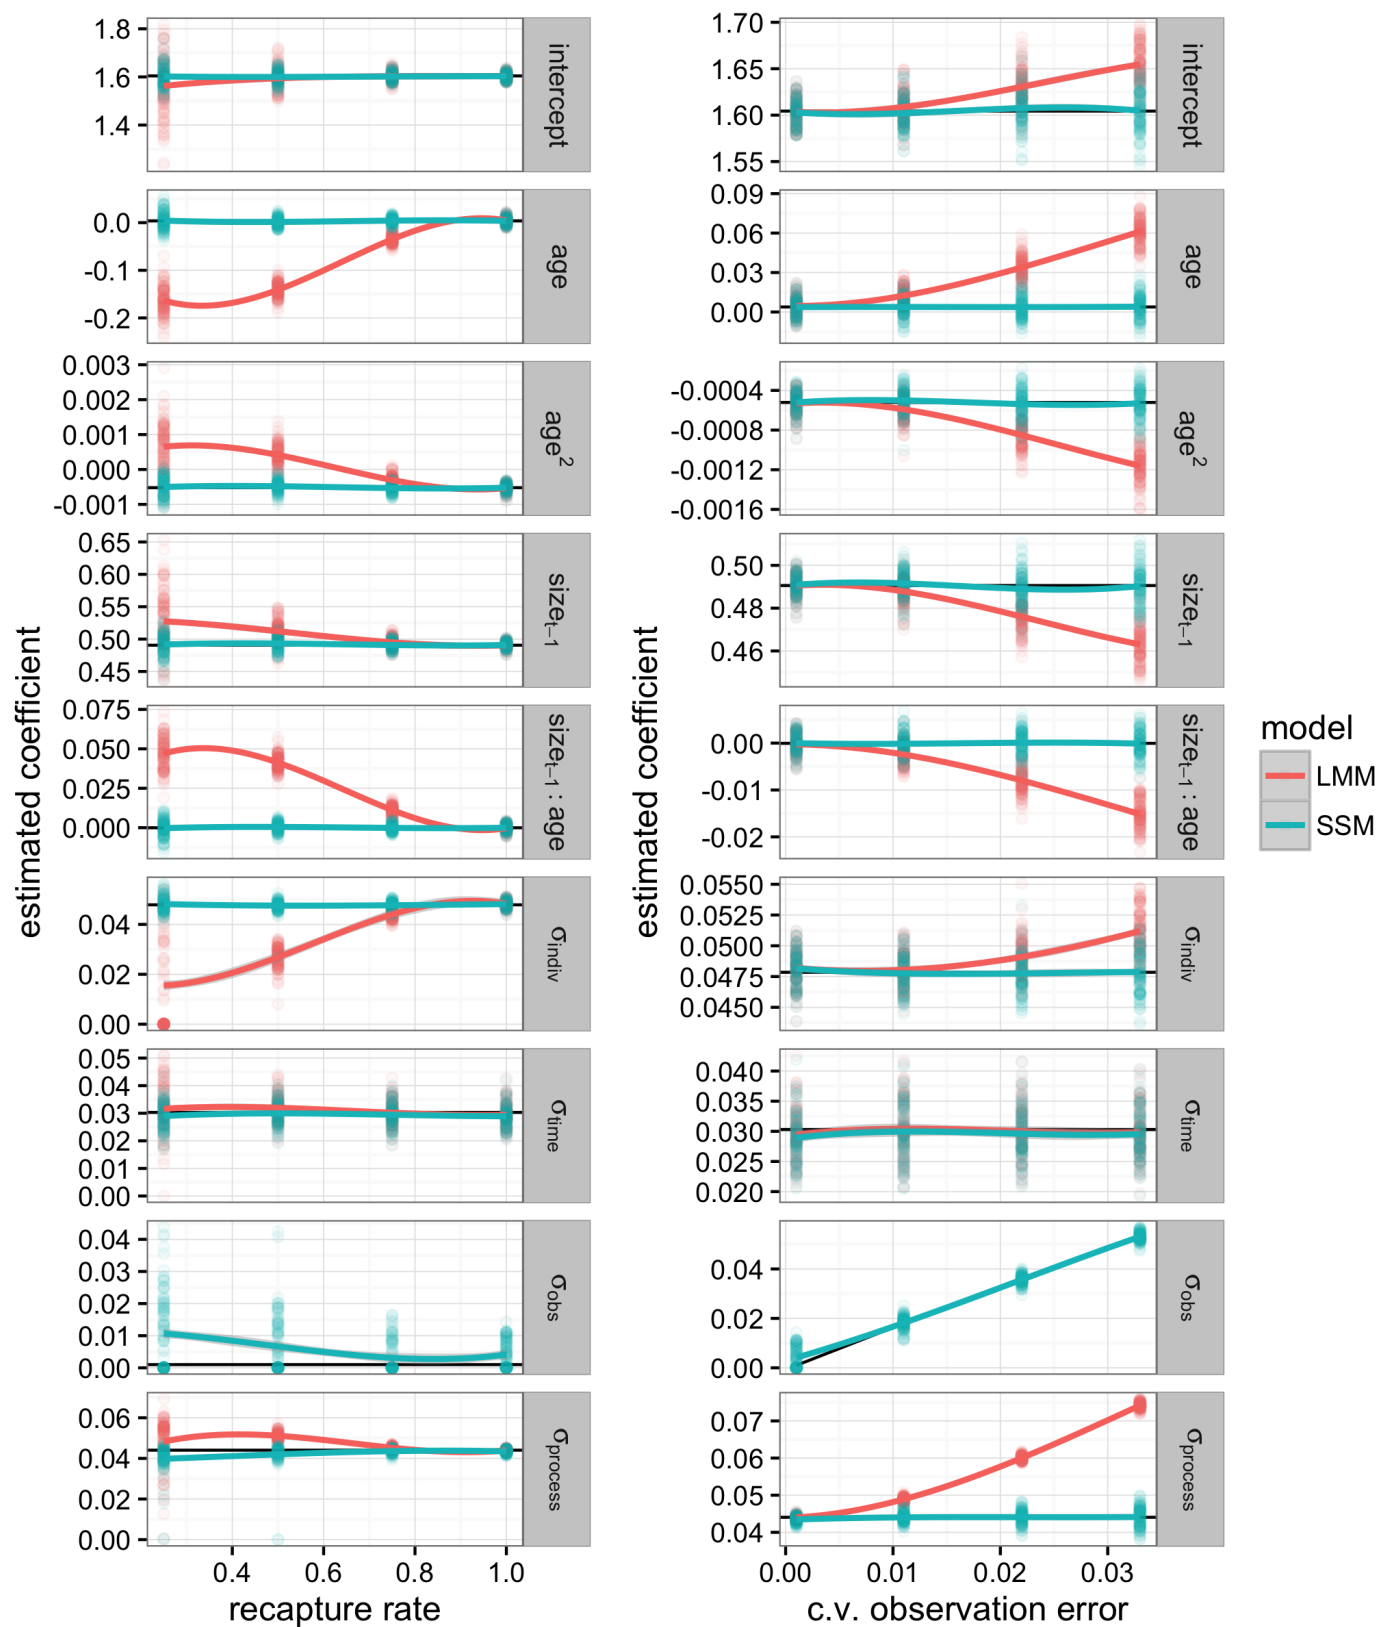 estimated coefficient
1.8
1.6
1.4
intercept
0.0
-0.1
-0.2
age
0.003
0.002
0.001
0.000
-0.001
age²
0.65
0.60
0.55
0.50
0.45
sizeₜ₋₁
0.075
0.050
0.025
0.000
sizeₜ₋₁ : age
0.04
0.02
0.00
σindiv
0.05
0.04
0.03
0.02
0.01
0.00
σtime
0.04
0.03
0.02
0.01
0.00
σobs
0.06
0.04
0.02
0.00
σprocess
0.4 0.6 0.8 1.0
recapture rate
estimated coefficient
1.70
1.65
1.60
1.55
intercept
0.09
0.06
0.03
0.00
age
-0.0004
-0.0008
-0.0012
-0.0016
age²
0.50
0.48
0.46
sizeₜ₋₁
0.00
-0.01
-0.02
sizeₜ₋₁ : age
0.0550
0.0525
0.0500
0.0475
0.0450
σindiv
0.040
0.035
0.030
0.025
0.020
σtime
0.04
0.02
0.00
σobs
0.07
0.06
0.05
0.04
σprocess
0.00 0.01 0.02 0.03
c.v. observation error
model
LMM
SSM